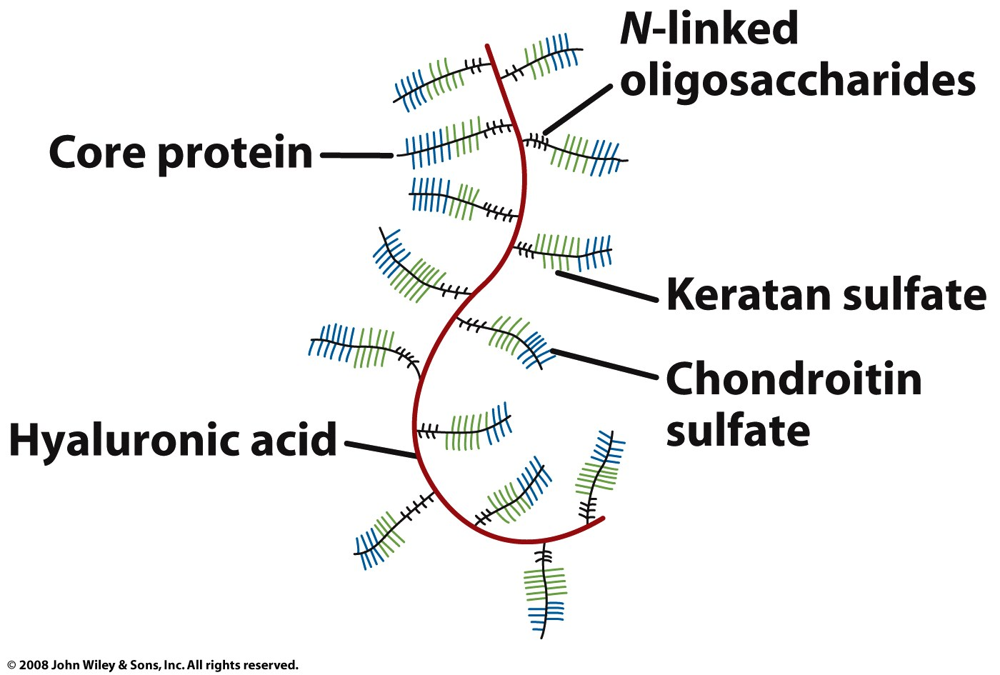 N-linked
oligosaccharides
Core protein
Keratan sulfate
Chondroitin
sulfate
Hyaluronic acid
© 2008 John Wiley & Sons, Inc. All rights reserved.